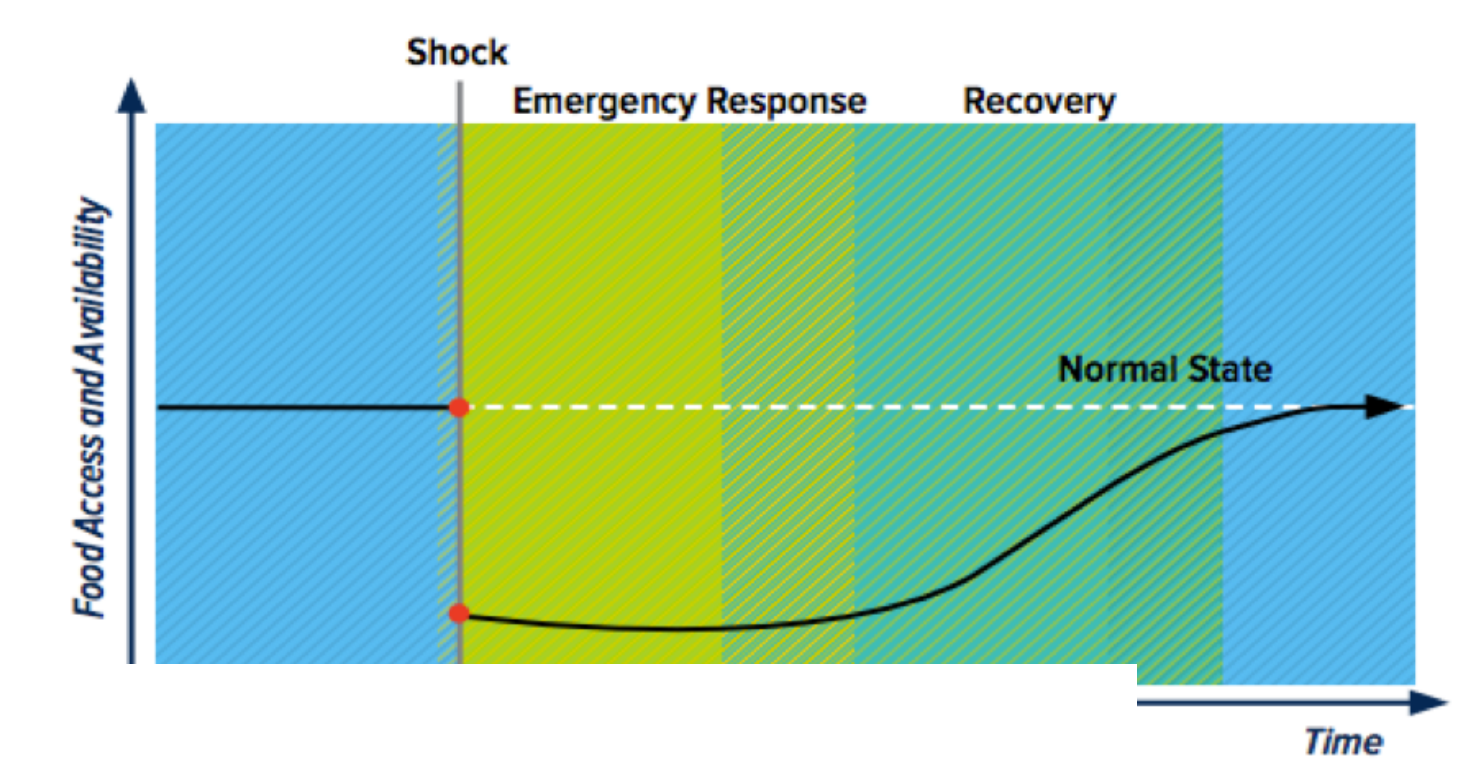 Shock
Emergency Response
Recovery
Food Access and Availability
Normal State
Time